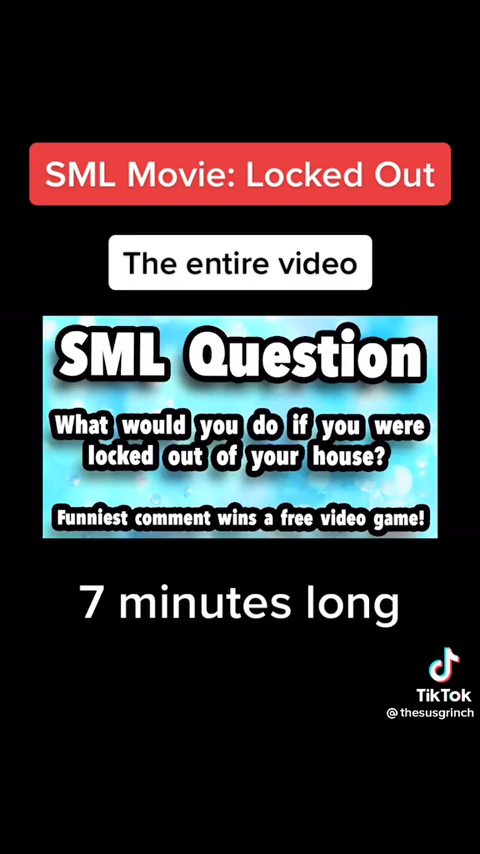 SML Movie: Locked Out
The entire video
SML Question
What would you do if you were
locked out of your house?
Funniest comment wins a free video game!
7 minutes long
TikTok
@thesusgrinch